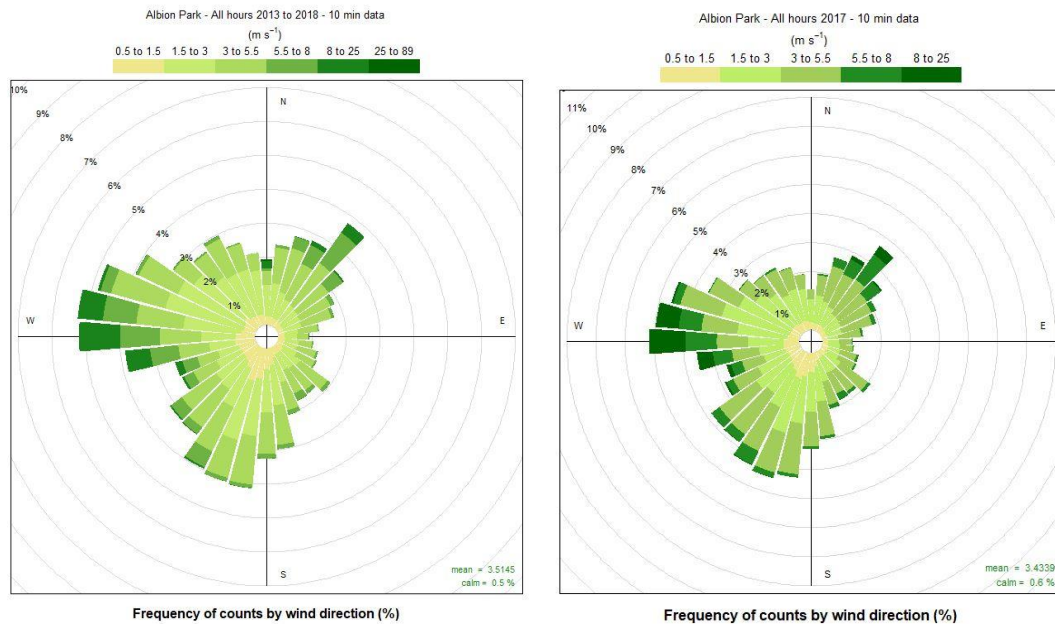 Albion Park - All hours 2013 to 2018 - 10 min data
(m s⁻¹)
0.5 to 1.5 1.5 to 3 3 to 5.5 5.5 to 8 8 to 25 25 to 89
10%
9%
8%
7%
6%
5%
4%
3%
2%
1%
N
W
E
S
mean = 3.5145
calm = 0.5 %
Frequency of counts by wind direction (%)
Albion Park - All hours 2017 - 10 min data
(m s⁻¹)
0.5 to 1.5 1.5 to 3 3 to 5.5 5.5 to 8 8 to 25
11%
10%
9%
8%
7%
6%
5%
4%
3%
2%
1%
N
W
E
S
mean = 3.4339
calm = 0.6 %
Frequency of counts by wind direction (%)